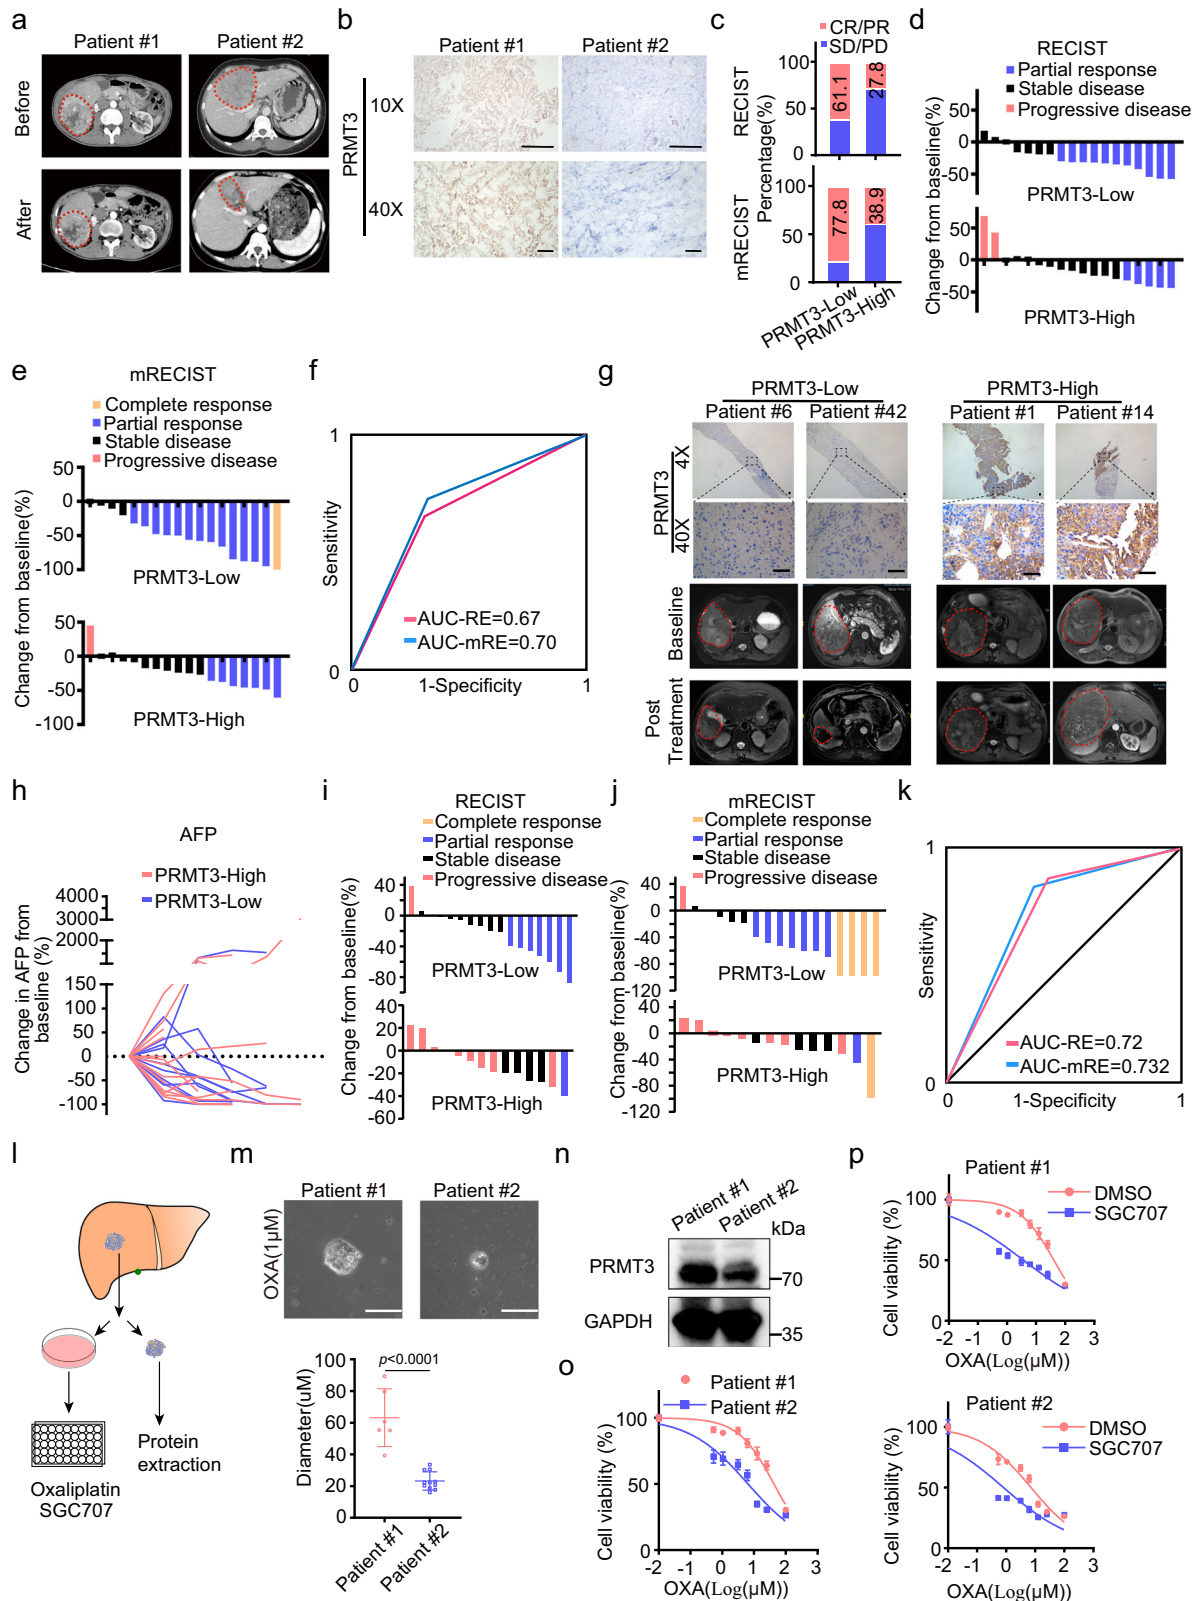 a
Patient #1
Patient #2
Before
After
b
Patient #1
Patient #2
PRMT3
10X
40X
c
CR/PR
SD/PD
RECIST
mRECIST
Percentage(%)
100
50
0
61.1
27.8
100
50
0
77.8
38.9
PRMT3-Low
PRMT3-High
d
RECIST
Partial response
Stable disease
Progressive disease
Change from baseline(%)
50
0
-50
PRMT3-Low
50
0
-50
PRMT3-High
e
mRECIST
Complete response
Partial response
Stable disease
Progressive disease
Change from baseline(%)
50
0
-50
-100
PRMT3-Low
50
0
-50
-100
PRMT3-High
f
1
Sensitivity
AUC-RE=0.67
AUC-mRE=0.70
0
0
1-Specificity
1
g
PRMT3-Low
PRMT3-High
Patient #6
Patient #42
Patient #1
Patient #14
PRMT3
4X
40X
Baseline
Post
Treatment
h
AFP
PRMT3-High
PRMT3-Low
Change in AFP from
baseline (%)
4000
3000
2000
1000
150
100
50
0
-50
-100
i
RECIST
Complete response
Partial response
Stable disease
Progressive disease
Change from baseline(%)
40
0
-40
-80
PRMT3-Low
40
20
0
-20
-40
-60
PRMT3-High
j
mRECIST
Complete response
Partial response
Stable disease
Progressive disease
Change from baseline(%)
40
0
-40
-80
-120
PRMT3-Low
40
0
-40
-80
-120
PRMT3-High
k
1
Sensitivity
AUC-RE=0.72
AUC-mRE=0.732
0
0
1-Specificity
1
l
Oxaliplatin
SGC707
Protein
extraction
m
Patient #1
Patient #2
OXA(1μM)
Diameter(uM)
100
80
60
40
20
0
p<0.0001
Patient #1
Patient #2
n
Patient #1
Patient #2
kDa
PRMT3
70
GAPDH
35
o
Patient #1
Patient #2
Cell viability (%)
100
50
0
-2 -1 0 1 2 3
OXA(Log(μM))
p
Patient #1
DMSO
SGC707
Cell viability (%)
100
50
0
-2 -1 0 1 2 3
OXA(Log(μM))
Patient #2
DMSO
SGC707
Cell viability (%)
100
50
0
-2 -1 0 1 2 3
OXA(Log(μM))